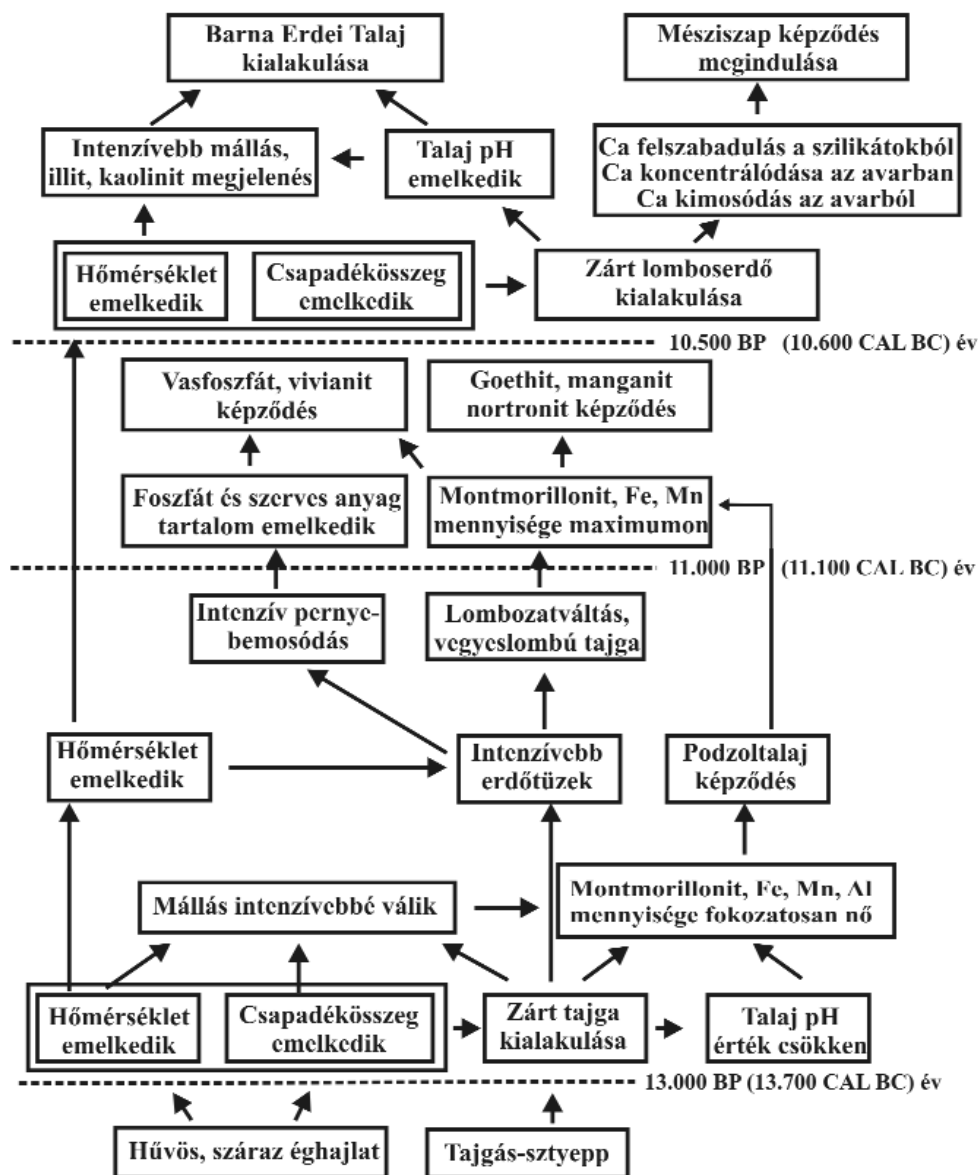 Barna Erdei Talaj
kialakulása
Mésziszap képződés
megindulása
Intenzívebb mállás,
illit, kaolinit megjelenés
Talaj pH
emelkedik
Ca felszabadulás a szilikátokból
Ca koncentrálódása az avarban
Ca kimosódás az avarból
Hőmérséklet
emelkedik
Csapadékösszeg
emelkedik
Zárt lomboserdő
kialakulása
10.500 BP (10.600 CAL BC) év
Vasfoszfát, vivianit
képződés
Goethit, manganit
nortronit képződés
Foszfát és szerves anyag
tartalom emelkedik
Montmorillonit, Fe, Mn
mennyisége maximumon
11.000 BP (11.100 CAL BC) év
Intenzív pernye-
bemosódás
Lombozatváltás,
vegyeslombú tajga
Hőmérséklet
emelkedik
Intenzívebb
erdőtüzek
Podzoltalaj
képződés
Mállás intenzívebbé válik
Montmorillonit, Fe, Mn, Al
mennyisége fokozatosan nő
Hőmérséklet
emelkedik
Csapadékösszeg
emelkedik
Zárt tajga
kialakulása
Talaj pH
érték csökken
13.000 BP (13.700 CAL BC) év
Hűvös, száraz éghajlat
Tajgás-sztyepp